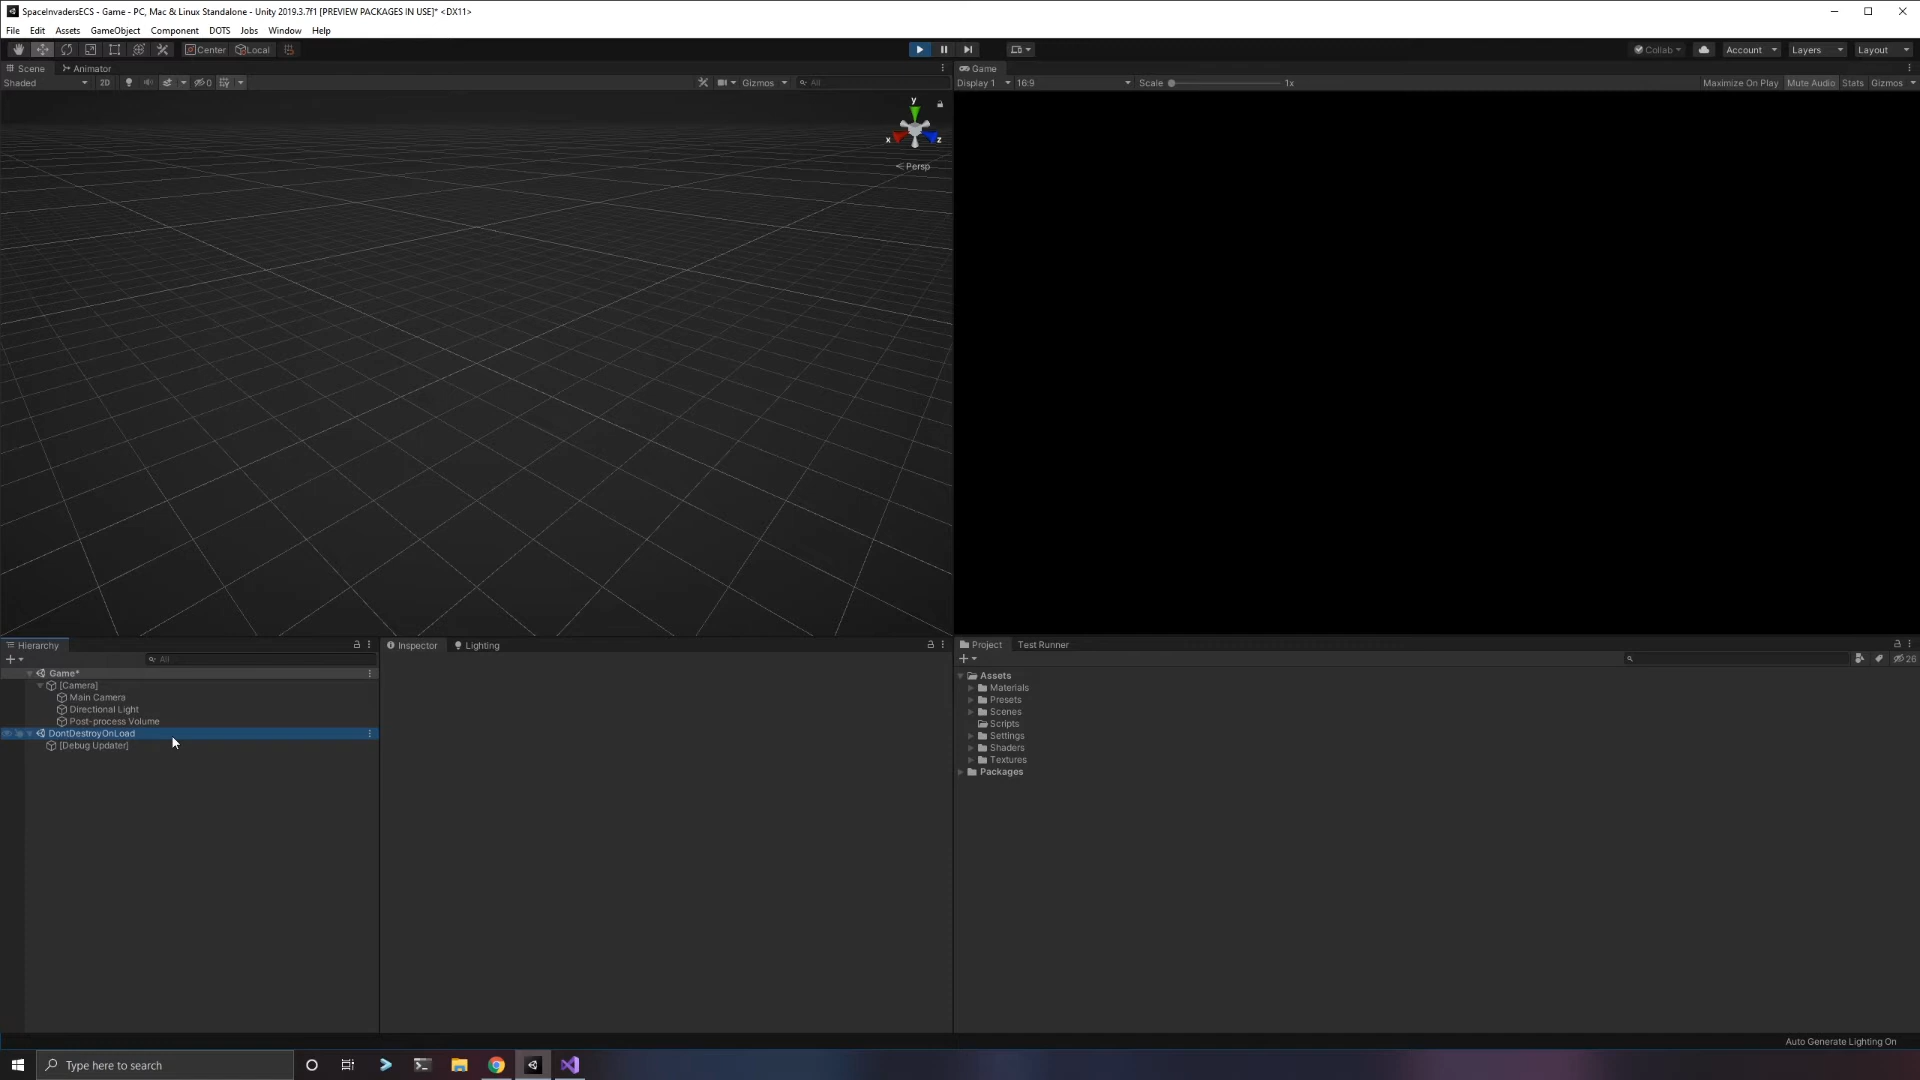 SpaceInvadersECS - Game - PC, Mac & Linux Standalone - Unity 2019.3.7f1 [PREVIEW PACKAGES IN USE]* <DX11>
File Edit Assets GameObject Component DOTS Jobs Window Help
Center Local Collab Account Layers Layout
Scene Animator Game
Shaded 2D 0 Gizmos All Display 1 16:9 Scale 1x Maximize On Play Mute Audio Stats Gizmos
y
x z
Persp
Hierarchy Inspector Lighting Project Test Runner
All 26
Game* Assets
[Camera] Materials
Main Camera Presets
Directional Light Scenes
Post-process Volume Scripts
DontDestroyOnLoad Settings
[Debug Updater] Shaders
Textures
Packages
Auto Generate Lighting On
Type here to search